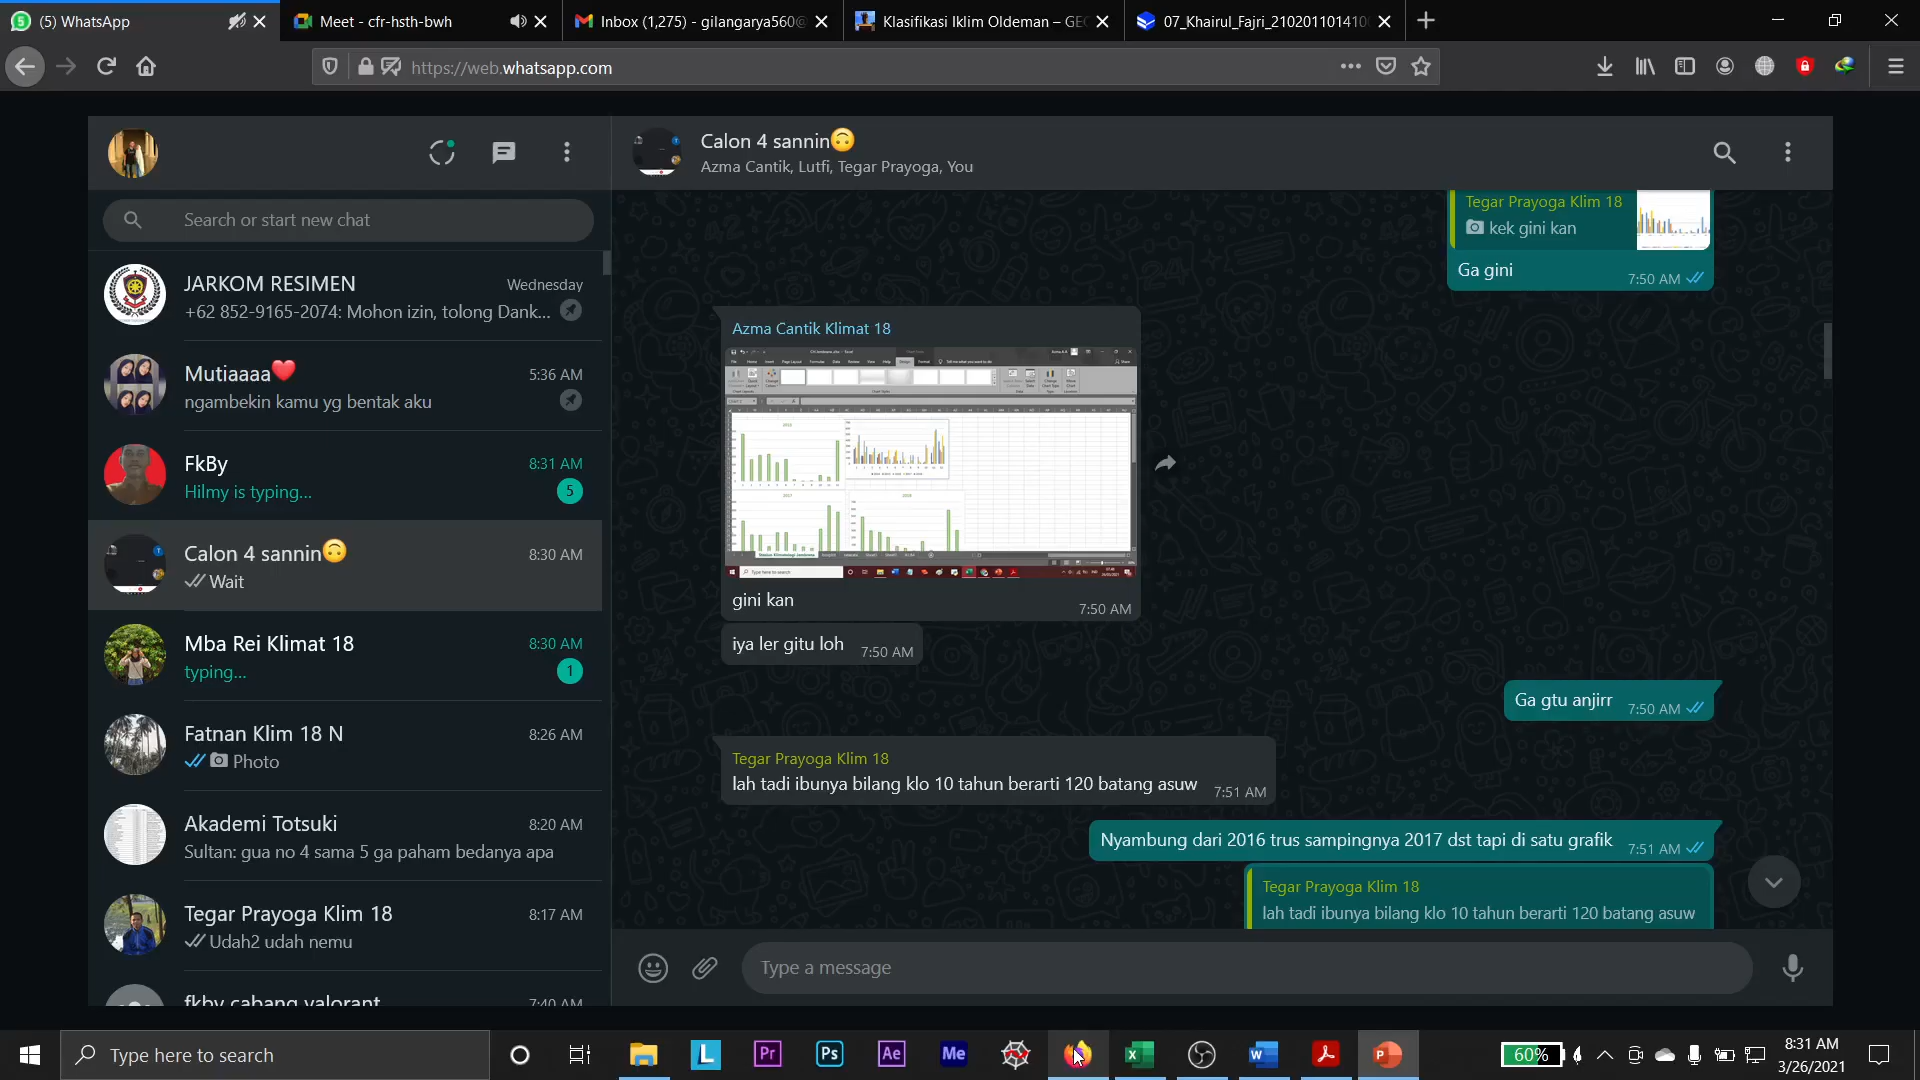 (5) WhatsApp
Meet - cfr-hsth-bwh
Inbox (1,275) - gilangarya560@
Klasifikasi Iklim Oldeman – GEO
07_Khairul_Fajri_2102011014100
https://web.whatsapp.com
Search or start new chat
JARKOM RESIMEN
Wednesday
+62 852-9165-2074: Mohon izin, tolong Dank...
Mutiaaaa❤️
5:36 AM
ngambekin kamu yg bentak aku
FkBy
8:31 AM
Hilmy is typing...
5
Calon 4 sannin🙃
8:30 AM
Wait
Mba Rei Klimat 18
8:30 AM
typing...
1
Fatnan Klim 18 N
8:26 AM
Photo
Akademi Totsuki
8:20 AM
Sultan: gua no 4 sama 5 ga paham bedanya apa
Tegar Prayoga Klim 18
8:17 AM
Udah2 udah nemu
fkby cabang valorant
7:40 AM
Calon 4 sannin🙃
Azma Cantik, Lutfi, Tegar Prayoga, You
Tegar Prayoga Klim 18
kek gini kan
Ga gini
7:50 AM
Azma Cantik Klimat 18
gini kan
7:50 AM
iya ler gitu loh
7:50 AM
Ga gtu anjirr
7:50 AM
Tegar Prayoga Klim 18
lah tadi ibunya bilang klo 10 tahun berarti 120 batang asuw
7:51 AM
Nyambung dari 2016 trus sampingnya 2017 dst tapi di satu grafik
7:51 AM
Tegar Prayoga Klim 18
lah tadi ibunya bilang klo 10 tahun berarti 120 batang asuw
Type a message
Type here to search
L
Pr
Ps
Ae
Me
60%
8:31 AM
3/26/2021